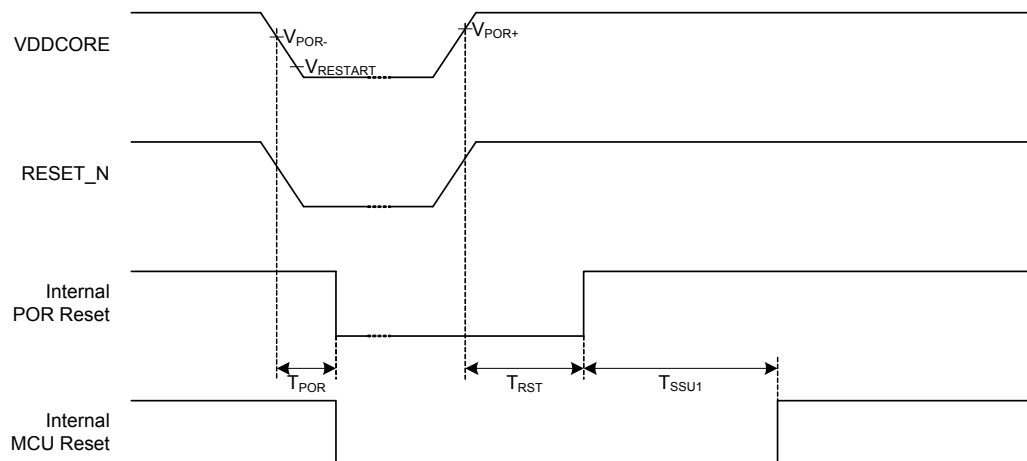 VDDCORE
VPOR-
VRESTART
VPOR+
RESET_N
Internal
POR Reset
TPOR
TRST
TSSU1
Internal
MCU Reset